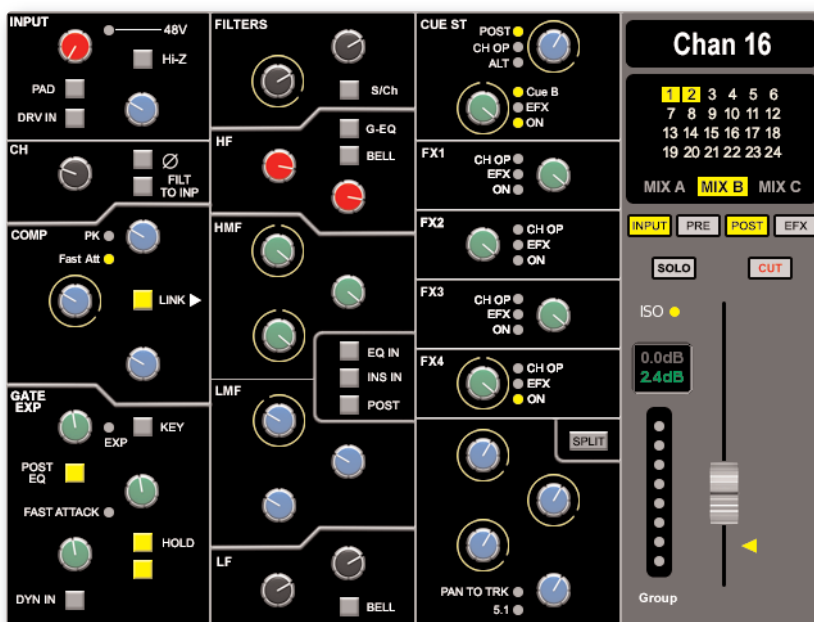 INPUT
48V
Hi-Z
PAD
DRV IN
CH
Ø
FILT
TO INP
COMP
PK
Fast Att
LINK ▶
GATE
EXP
EXP
KEY
POST
EQ
FAST ATTACK
HOLD
DYN IN
FILTERS
S/Ch
G-EQ
HF
BELL
HMF
EQ IN
INS IN
POST
LMF
LF
BELL
CUE ST
POST
CH OP
ALT
Cue B
EFX
ON
FX1
CH OP
EFX
ON
FX2
CH OP
EFX
ON
FX3
CH OP
EFX
ON
FX4
CH OP
EFX
ON
SPLIT
PAN TO TRK
5.1
Chan 16
1 2 3 4 5 6
7 8 9 10 11 12
13 14 15 16 17 18
19 20 21 22 23 24
MIX A MIX B MIX C
INPUT PRE POST EFX
SOLO CUT
ISO
0.0dB
2.4dB
Group